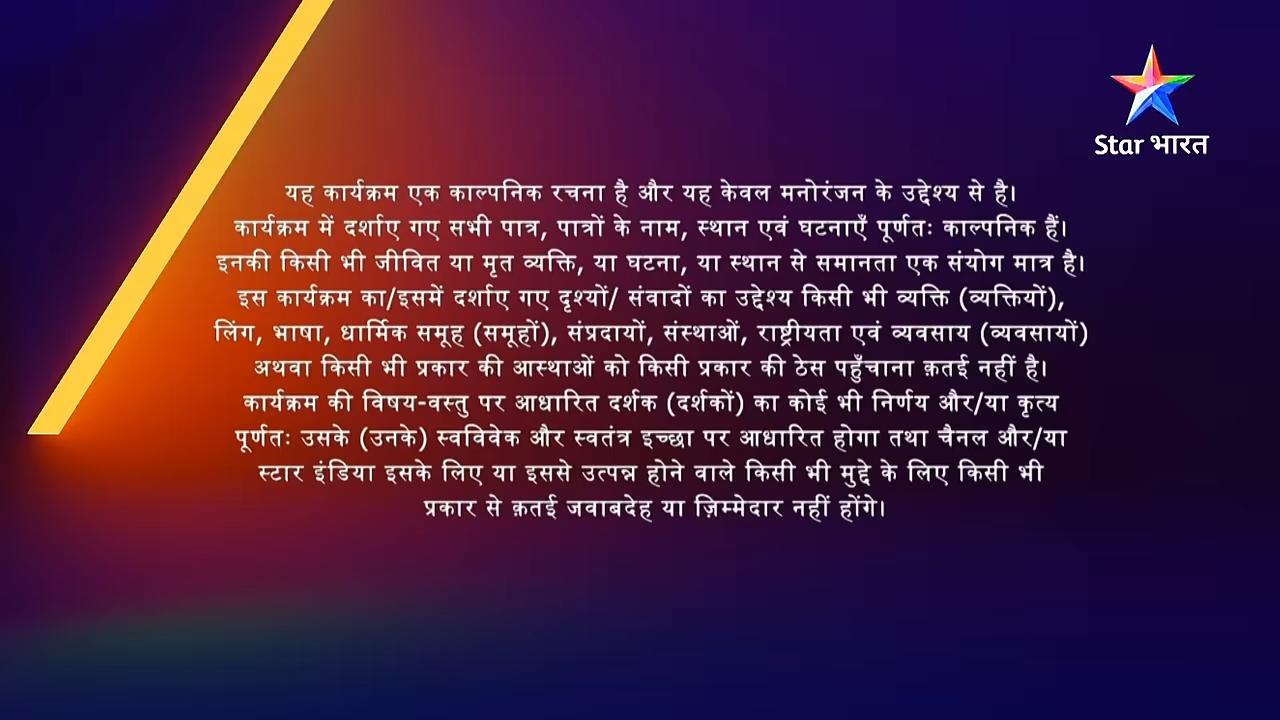 Star भारत
यह कार्यक्रम एक काल्पनिक रचना है और यह केवल मनोरंजन के उद्देश्य से है।
कार्यक्रम में दर्शाए गए सभी पात्र, पात्रों के नाम, स्थान एवं घटनाएँ पूर्णतः काल्पनिक हैं।
इनकी किसी भी जीवित या मृत व्यक्ति, या घटना, या स्थान से समानता एक संयोग मात्र है।
इस कार्यक्रम का/इसमें दर्शाए गए दृश्यों/ संवादों का उद्देश्य किसी भी व्यक्ति (व्यक्तियों),
लिंग, भाषा, धार्मिक समूह (समूहों), संप्रदायों, संस्थाओं, राष्ट्रीयता एवं व्यवसाय (व्यवसायों)
अथवा किसी भी प्रकार की आस्थाओं को किसी प्रकार की ठेस पहुँचाना क़तई नहीं है।
कार्यक्रम की विषय-वस्तु पर आधारित दर्शक (दर्शकों) का कोई भी निर्णय और/या कृत्य
पूर्णतः उसके (उनके) स्वविवेक और स्वतंत्र इच्छा पर आधारित होगा तथा चैनल और/या
स्टार इंडिया इसके लिए या इससे उत्पन्न होने वाले किसी भी मुद्दे के लिए किसी भी
प्रकार से क़तई जवाबदेह या ज़िम्मेदार नहीं होंगे।